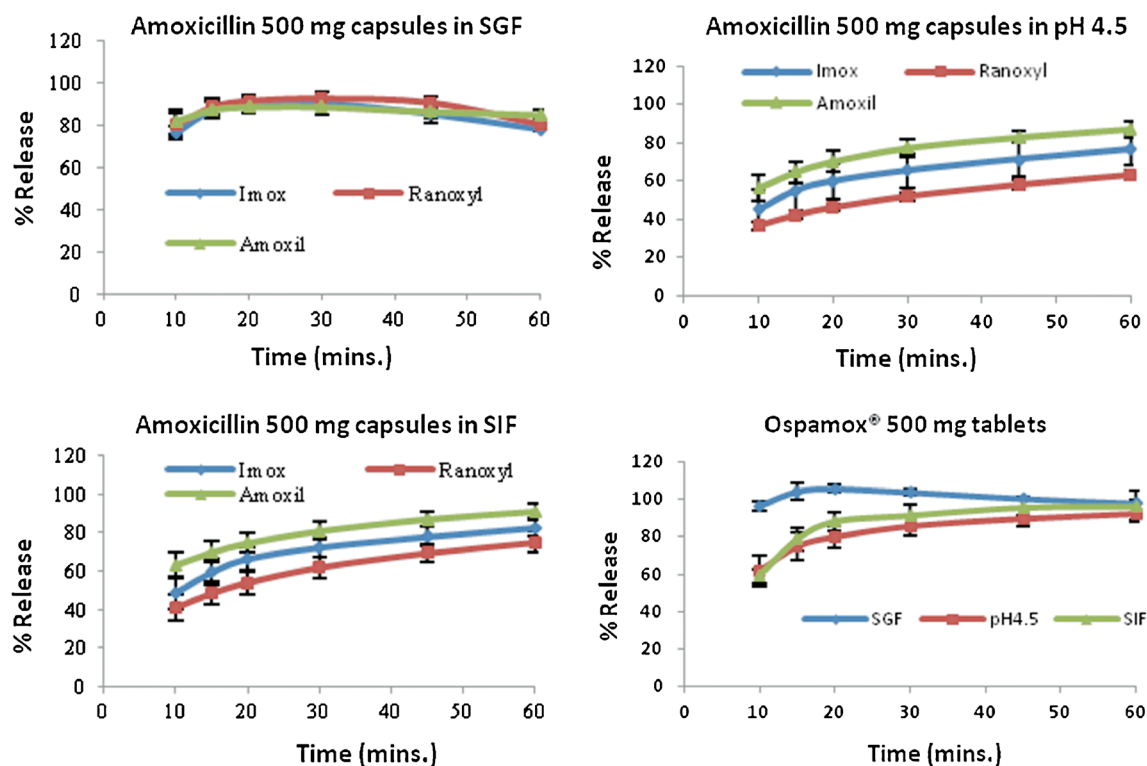 Amoxicillin 500 mg capsules in SGF
120
100
80
60
40
20
0
% Release
Imox
Ranoxyl
Amoxil
0 10 20 30 40 50 60
Time (mins.)
Amoxicillin 500 mg capsules in pH 4.5
120
100
80
60
40
20
0
% Release
Imox
Ranoxyl
Amoxil
0 10 20 30 40 50 60
Time (mins.)
Amoxicillin 500 mg capsules in SIF
120
100
80
60
40
20
0
% Release
Imox
Ranoxyl
Amoxil
0 10 20 30 40 50 60
Time (mins.)
Ospamox® 500 mg tablets
120
100
80
60
40
20
0
% Release
SGF
pH4.5
SIF
0 10 20 30 40 50 60
Time (mins.)